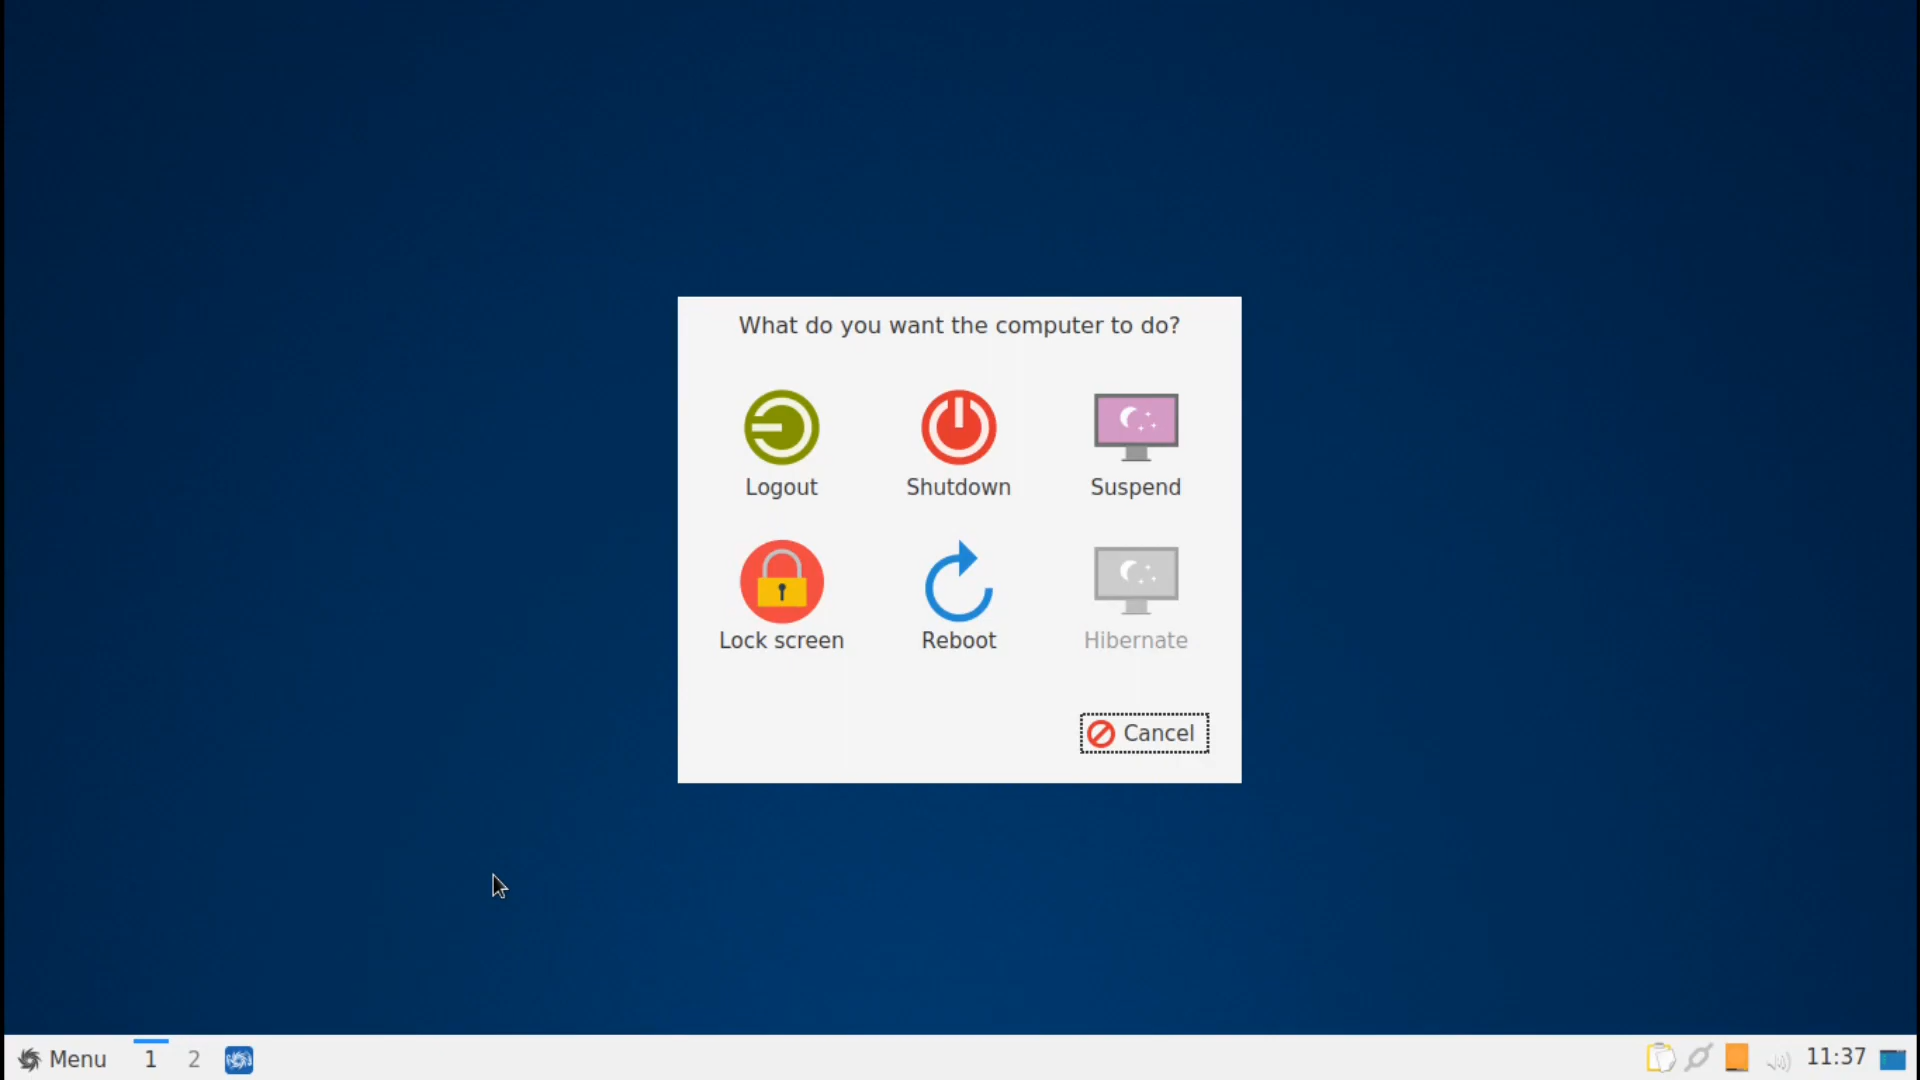 What do you want the computer to do?
Logout Shutdown Suspend
Lock screen Reboot Hibernate
Cancel
Menu 1 2 11:37